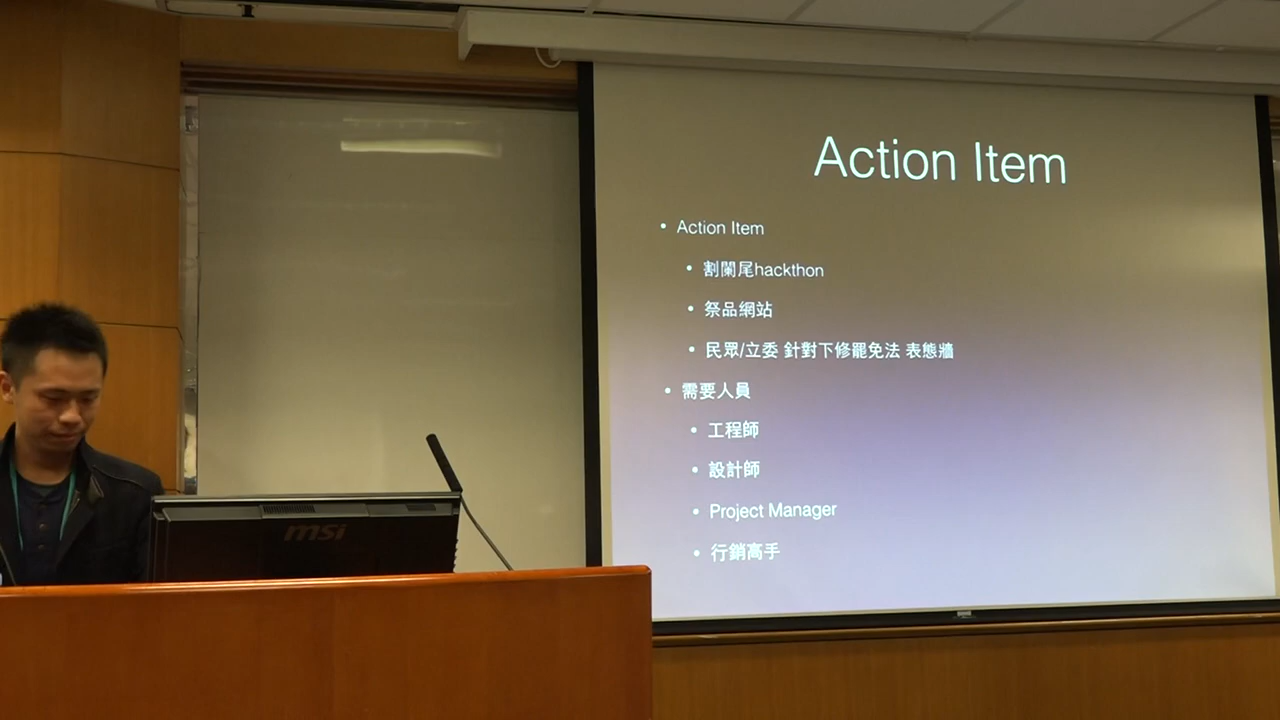 Action Item
• Action Item
• 割闌尾hackthon
• 祭品網站
• 民眾/立委 針對下修罷免法 表態牆
• 需要人員
• 工程師
• 設計師
• Project Manager
• 行銷高手
msi